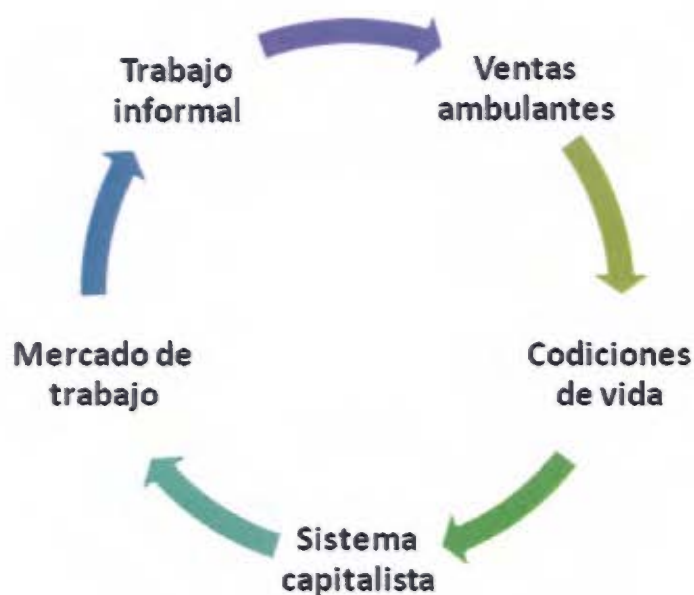 Trabajo
informal
Ventas
ambulantes
Codiciones
de vida
Sistema
capitalista
Mercado de
trabajo